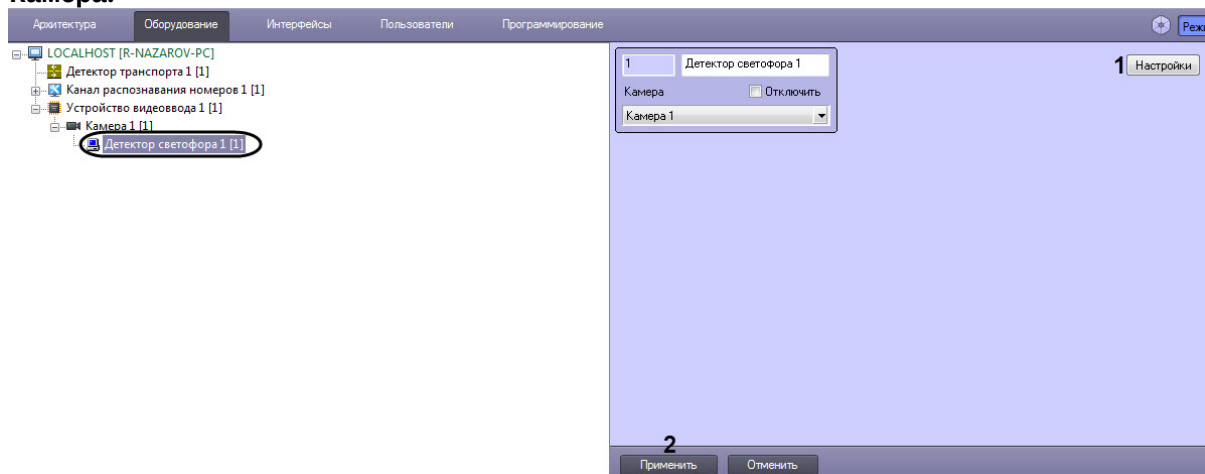 Камера.
Архитектура Оборудование Интерфейсы Пользователи Программирование
LOCALHOST [R-NAZAROV-PC]
Детектор транспорта 1 [1]
Канал распознавания номеров 1 [1]
Устройство видеоввода 1 [1]
Камера 1 [1]
Детектор светофора 1 [1]
1 Детектор светофора 1
Камера Отключить
Камера 1
1 Настройки
2
Применить Отменить